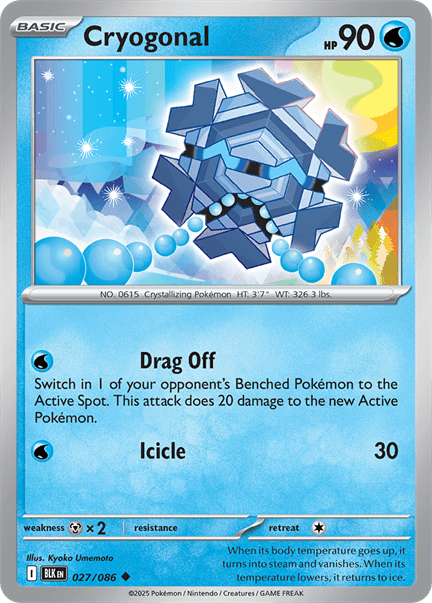 BASIC
Cryogonal
HP 90
NO. 0615 Crystallizing Pokémon HT: 3'7" WT: 326.3 lbs.
Drag Off
Switch in 1 of your opponent's Benched Pokémon to the
Active Spot. This attack does 20 damage to the new Active
Pokémon.
Icicle 30
weakness ×2 resistance retreat
Illus. Kyoko Umemoto
I BLK EN 027/086
When its body temperature goes up, it
turns into steam and vanishes. When its
temperature lowers, it returns to ice.
©2025 Pokémon / Nintendo / Creatures / GAME FREAK